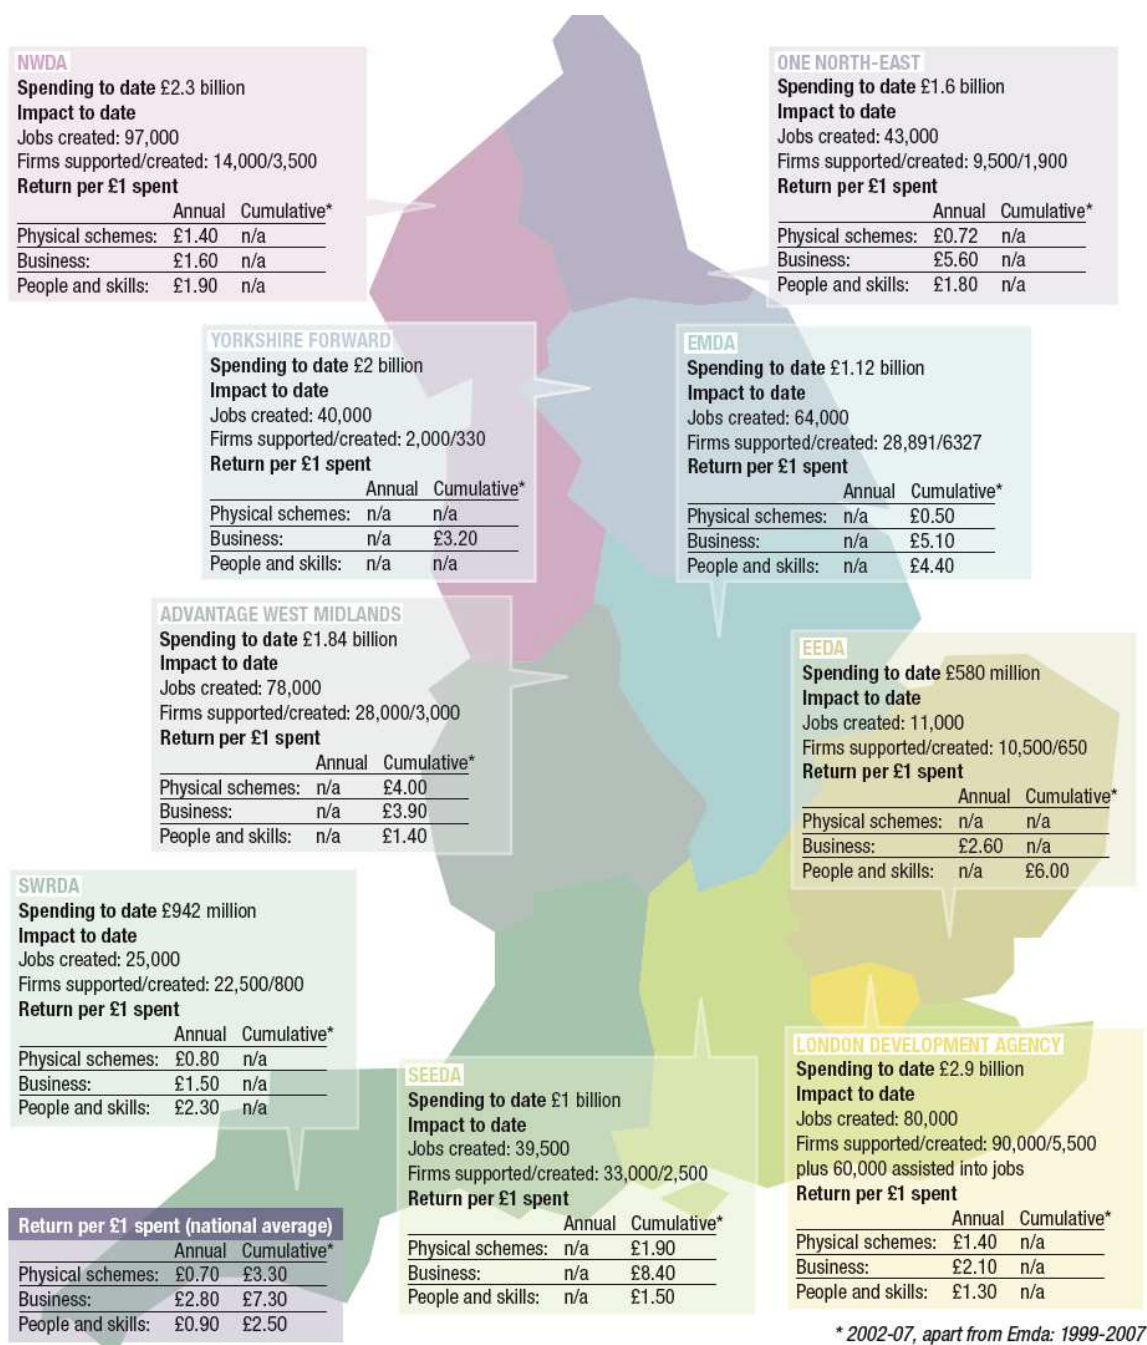 NWDA
Spending to date £2.3 billion
Impact to date
Jobs created: 97,000
Firms supported/created: 14,000/3,500
Return per £1 spent
Annual Cumulative*
Physical schemes: £1.40 n/a
Business: £1.60 n/a
People and skills: £1.90 n/a
ONE NORTH-EAST
Spending to date £1.6 billion
Impact to date
Jobs created: 43,000
Firms supported/created: 9,500/1,900
Return per £1 spent
Annual Cumulative*
Physical schemes: £0.72 n/a
Business: £5.60 n/a
People and skills: £1.80 n/a
YORKSHIRE FORWARD
Spending to date £2 billion
Impact to date
Jobs created: 40,000
Firms supported/created: 2,000/330
Return per £1 spent
Annual Cumulative*
Physical schemes: n/a n/a
Business: n/a £3.20
People and skills: n/a n/a
EMDA
Spending to date £1.12 billion
Impact to date
Jobs created: 64,000
Firms supported/created: 28,891/6327
Return per £1 spent
Annual Cumulative*
Physical schemes: n/a £0.50
Business: n/a £5.10
People and skills: n/a £4.40
ADVANTAGE WEST MIDLANDS
Spending to date £1.84 billion
Impact to date
Jobs created: 78,000
Firms supported/created: 28,000/3,000
Return per £1 spent
Annual Cumulative*
Physical schemes: n/a £4.00
Business: n/a £3.90
People and skills: n/a £1.40
EEDA
Spending to date £580 million
Impact to date
Jobs created: 11,000
Firms supported/created: 10,500/650
Return per £1 spent
Annual Cumulative*
Physical schemes: n/a n/a
Business: £2.60 n/a
People and skills: n/a £6.00
SWRDA
Spending to date £942 million
Impact to date
Jobs created: 25,000
Firms supported/created: 22,500/800
Return per £1 spent
Annual Cumulative*
Physical schemes: £0.80 n/a
Business: £1.50 n/a
People and skills: £2.30 n/a
SEEDA
Spending to date £1 billion
Impact to date
Jobs created: 39,500
Firms supported/created: 33,000/2,500
Return per £1 spent
Annual Cumulative*
Physical schemes: n/a £1.90
Business: n/a £8.40
People and skills: n/a £1.50
LONDON DEVELOPMENT AGENCY
Spending to date £2.9 billion
Impact to date
Jobs created: 80,000
Firms supported/created: 90,000/5,500
plus 60,000 assisted into jobs
Return per £1 spent
Annual Cumulative*
Physical schemes: £1.40 n/a
Business: £2.10 n/a
People and skills: £1.30 n/a
Return per £1 spent (national average)
Annual Cumulative*
Physical schemes: £0.70 £3.30
Business: £2.80 £7.30
People and skills: £0.90 £2.50
* 2002-07, apart from Emda: 1999-2007